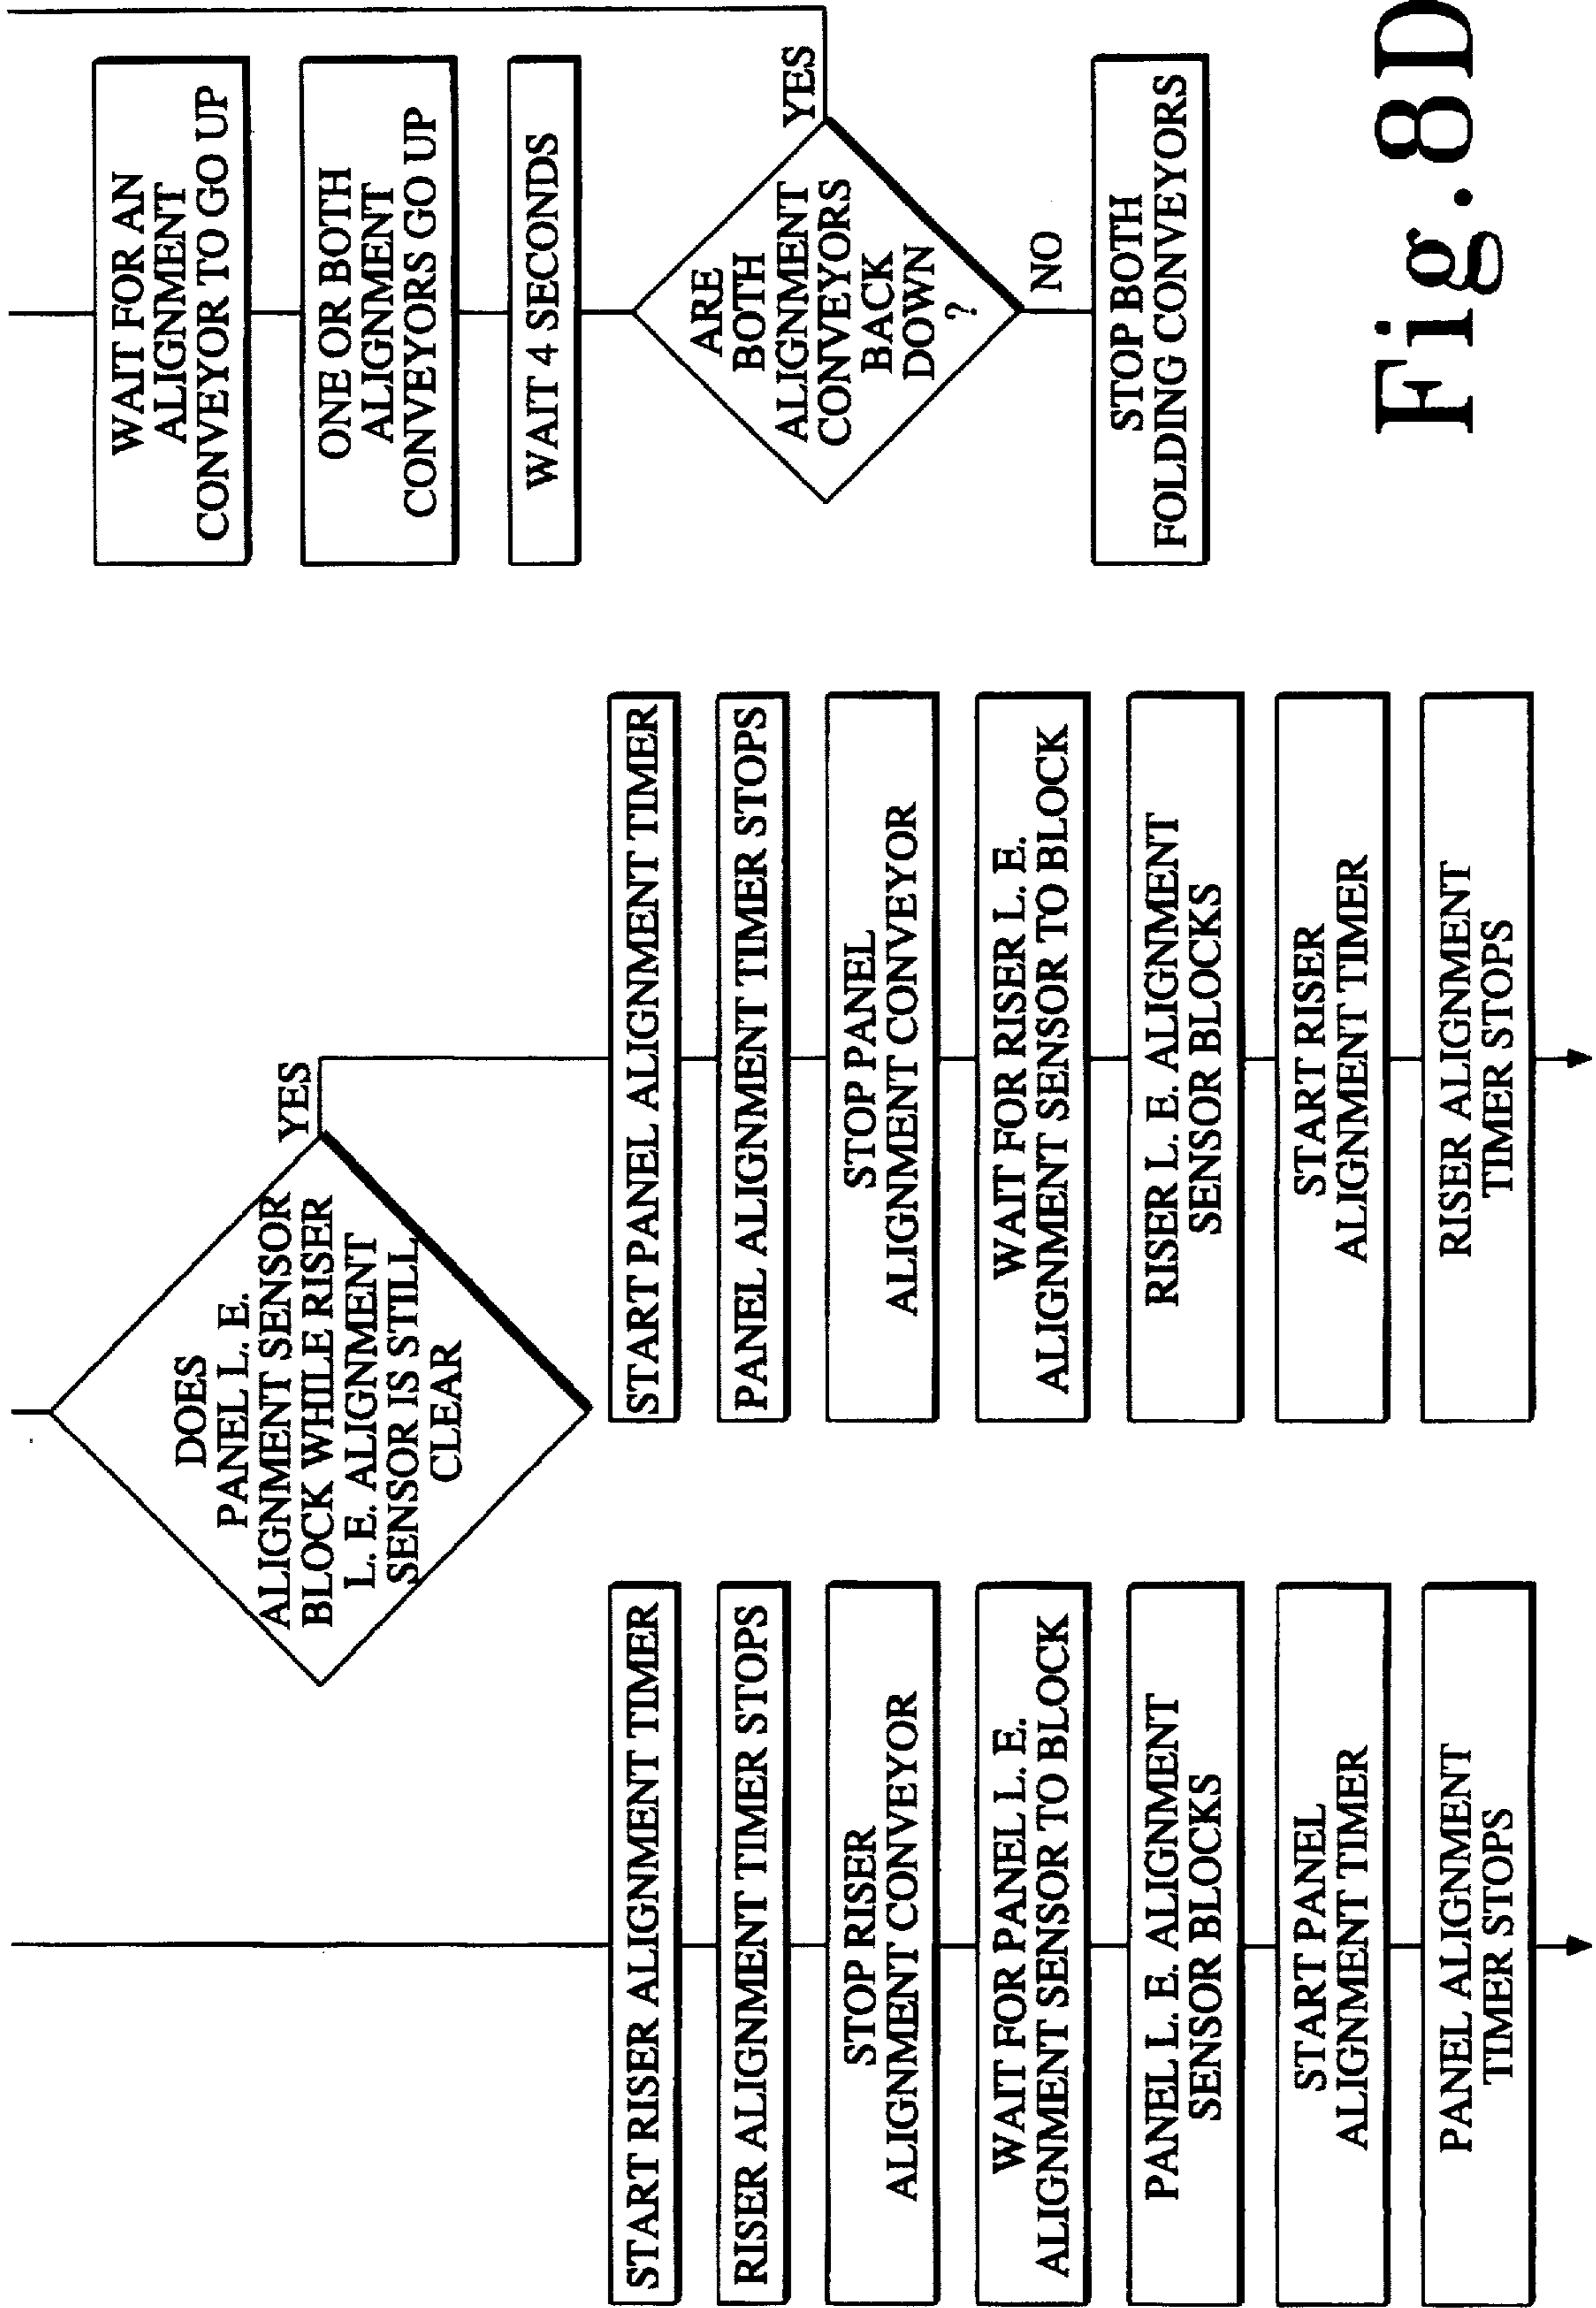 START RISER ALIGNMENT TIMER
RISER ALIGNMENT TIMER STOPS
STOP RISER
ALIGNMENT CONVEYOR
WAIT FOR PANEL L. E.
ALIGNMENT SENSOR TO BLOCK
PANEL L. E. ALIGNMENT
SENSOR BLOCKS
START PANEL
ALIGNMENT TIMER
PANEL ALIGNMENT
TIMER STOPS
DOES
PANEL L. E.
ALIGNMENT SENSOR
BLOCK WHILE RISER
L. E. ALIGNMENT
SENSOR IS STILL
CLEAR
YES
START PANEL ALIGNMENT TIMER
PANEL ALIGNMENT TIMER STOPS
STOP PANEL
ALIGNMENT CONVEYOR
WAIT FOR RISER L. E.
ALIGNMENT SENSOR TO BLOCK
RISER L. E. ALIGNMENT
SENSOR BLOCKS
START RISER
ALIGNMENT TIMER
RISER ALIGNMENT
TIMER STOPS
WAIT FOR AN
ALIGNMENT
CONVEYOR TO GO UP
ONE OR BOTH
ALIGNMENT
CONVEYORS GO UP
WAIT 4 SECONDS
ARE
BOTH
ALIGNMENT
CONVEYORS
BACK
DOWN
?
YES
NO
STOP BOTH
FOLDING CONVEYORS
Fig. 8D